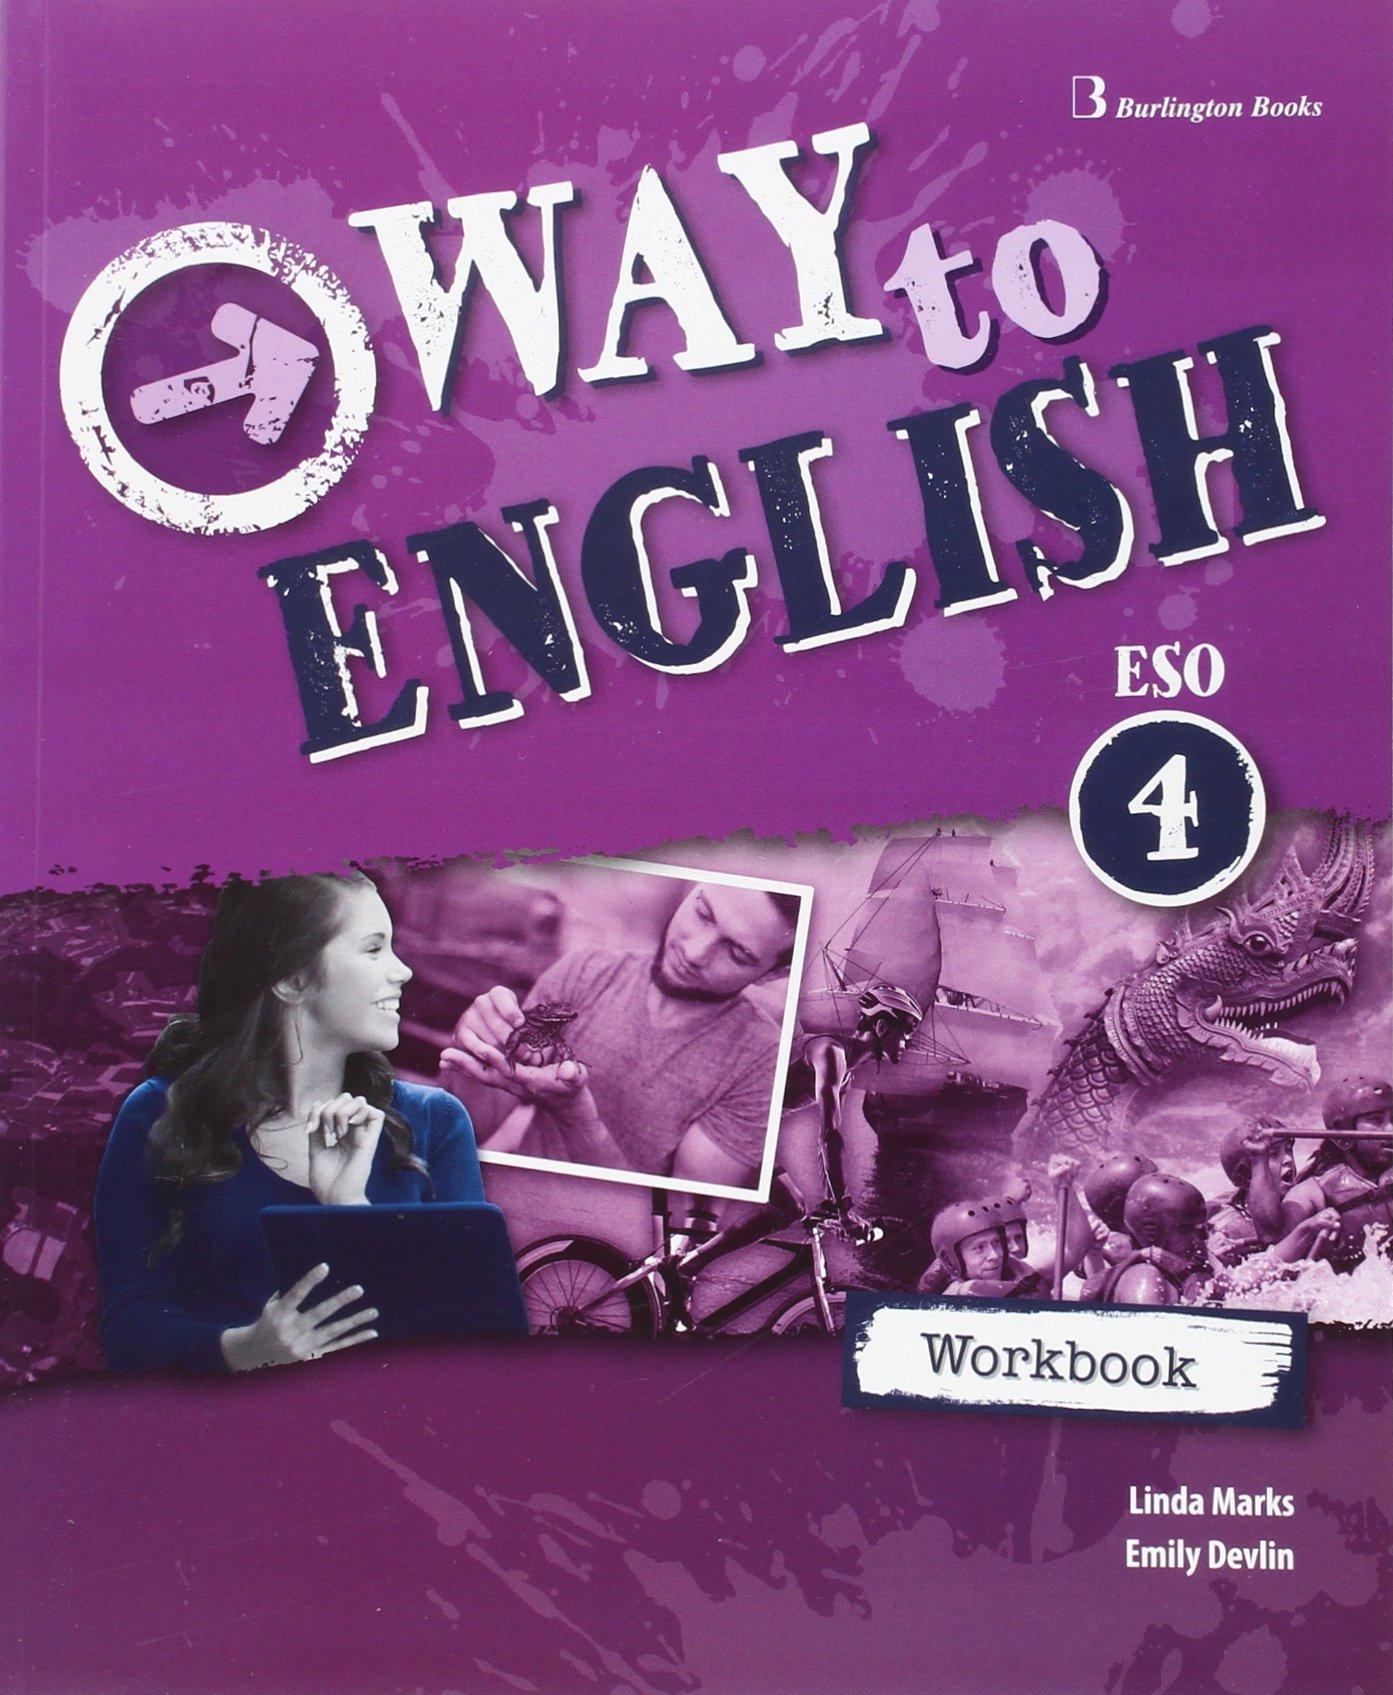 B Burlington Books
WAY to
ENGLISH
ESO
4
Workbook
Linda Marks
Emily Devlin